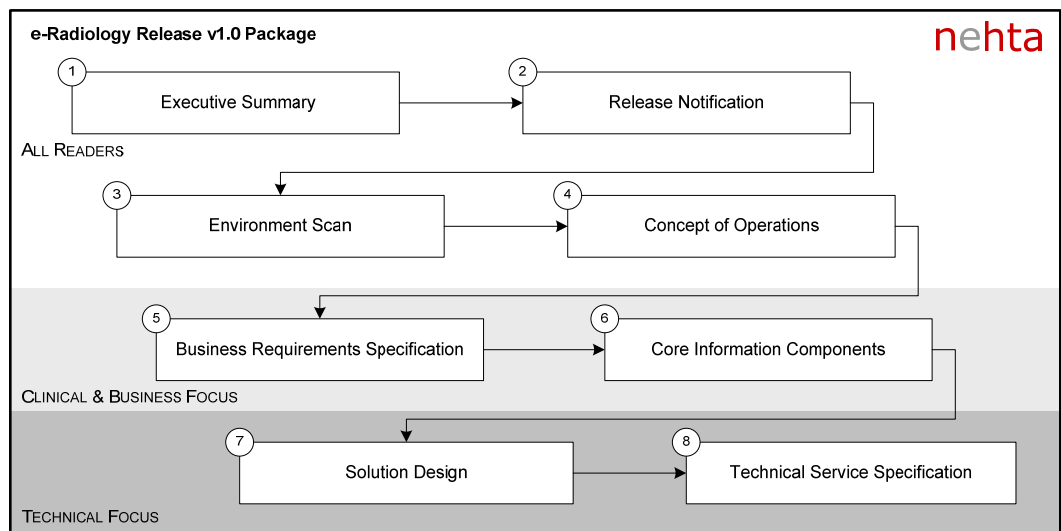 e-Radiology Release v1.0 Package
nehta
1
Executive Summary
2
Release Notification
ALL READERS
3
Environment Scan
4
Concept of Operations
5
Business Requirements Specification
6
Core Information Components
CLINICAL & BUSINESS FOCUS
7
Solution Design
8
Technical Service Specification
TECHNICAL FOCUS